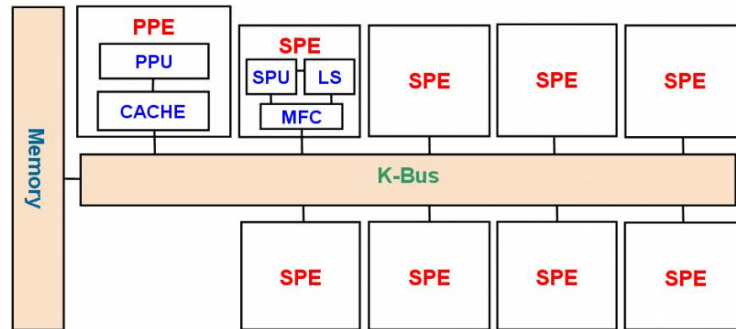 PPE
PPU
CACHE
SPE
SPU
LS
MFC
SPE
SPE
SPE
Memory
K-Bus
SPE
SPE
SPE
SPE